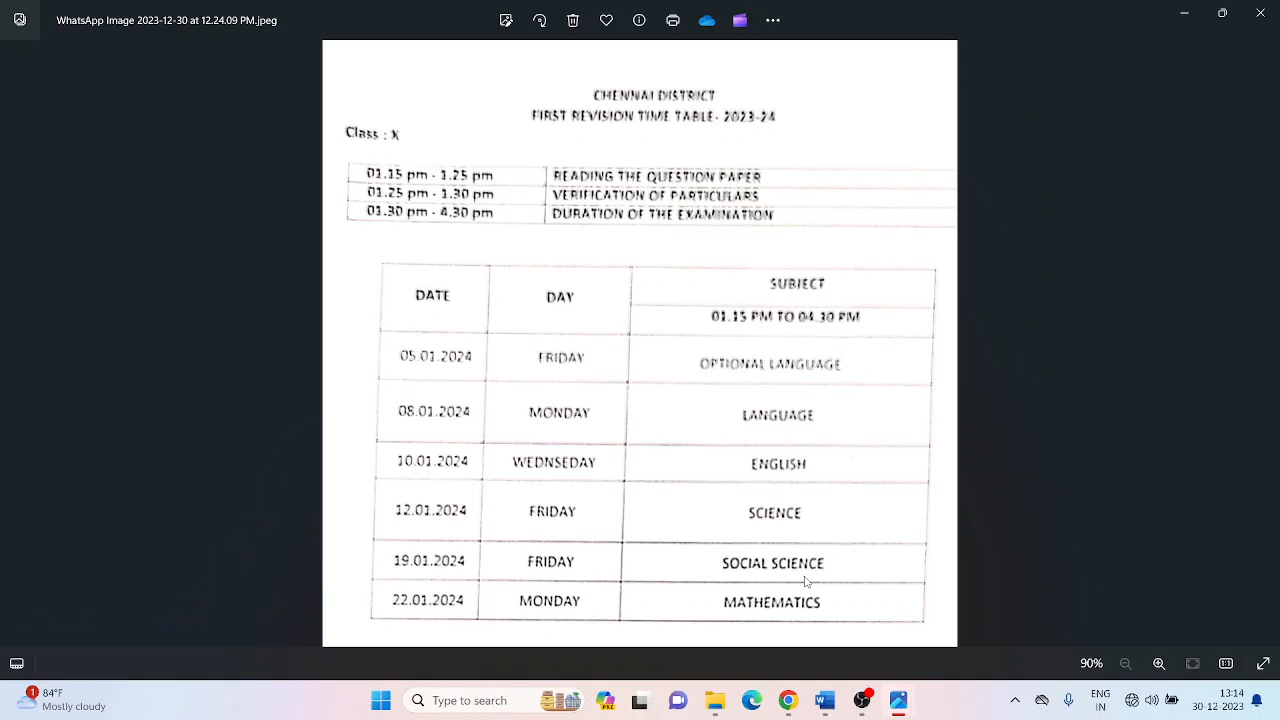 WhatsApp Image 2023-12-30 at 12.24.09 PM.jpeg
CHENNAI DISTRICT
FIRST REVISION TIME TABLE- 2023-24
Class : X
01.15 pm - 1.25 pm READING THE QUESTION PAPER
01.25 pm - 1.30 pm VERIFICATION OF PARTICULARS
01.30 pm - 4.30 pm DURATION OF THE EXAMINATION
DATE DAY SUBJECT
01.15 PM TO 04.30 PM
05.01.2024 FRIDAY OPTIONAL LANGUAGE
08.01.2024 MONDAY LANGUAGE
10.01.2024 WEDNSEDAY ENGLISH
12.01.2024 FRIDAY SCIENCE
19.01.2024 FRIDAY SOCIAL SCIENCE
22.01.2024 MONDAY MATHEMATICS
90%
1
84°F
Mostly cloudy
Type to search
PRE
ENG
IN
1:14
30-12-2023